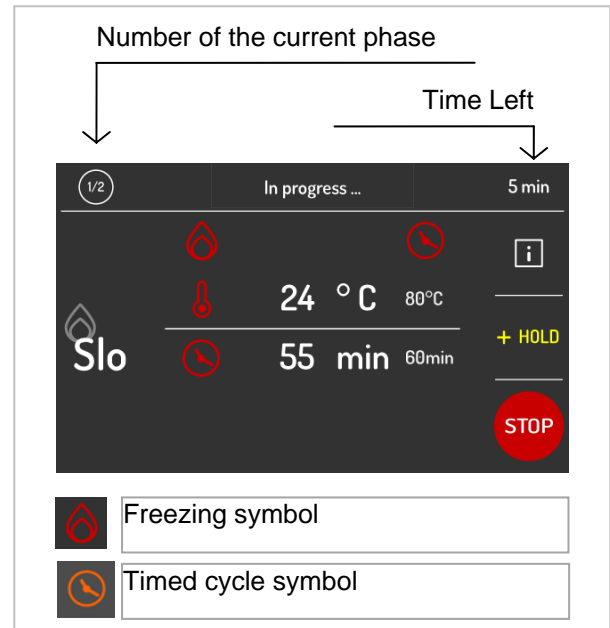 Number of the current phase
Time Left
1/2 In progress ... 5 min
i
24 °C 80°C
+ HOLD
Slo 55 min 60min
STOP
Freezing symbol
Timed cycle symbol